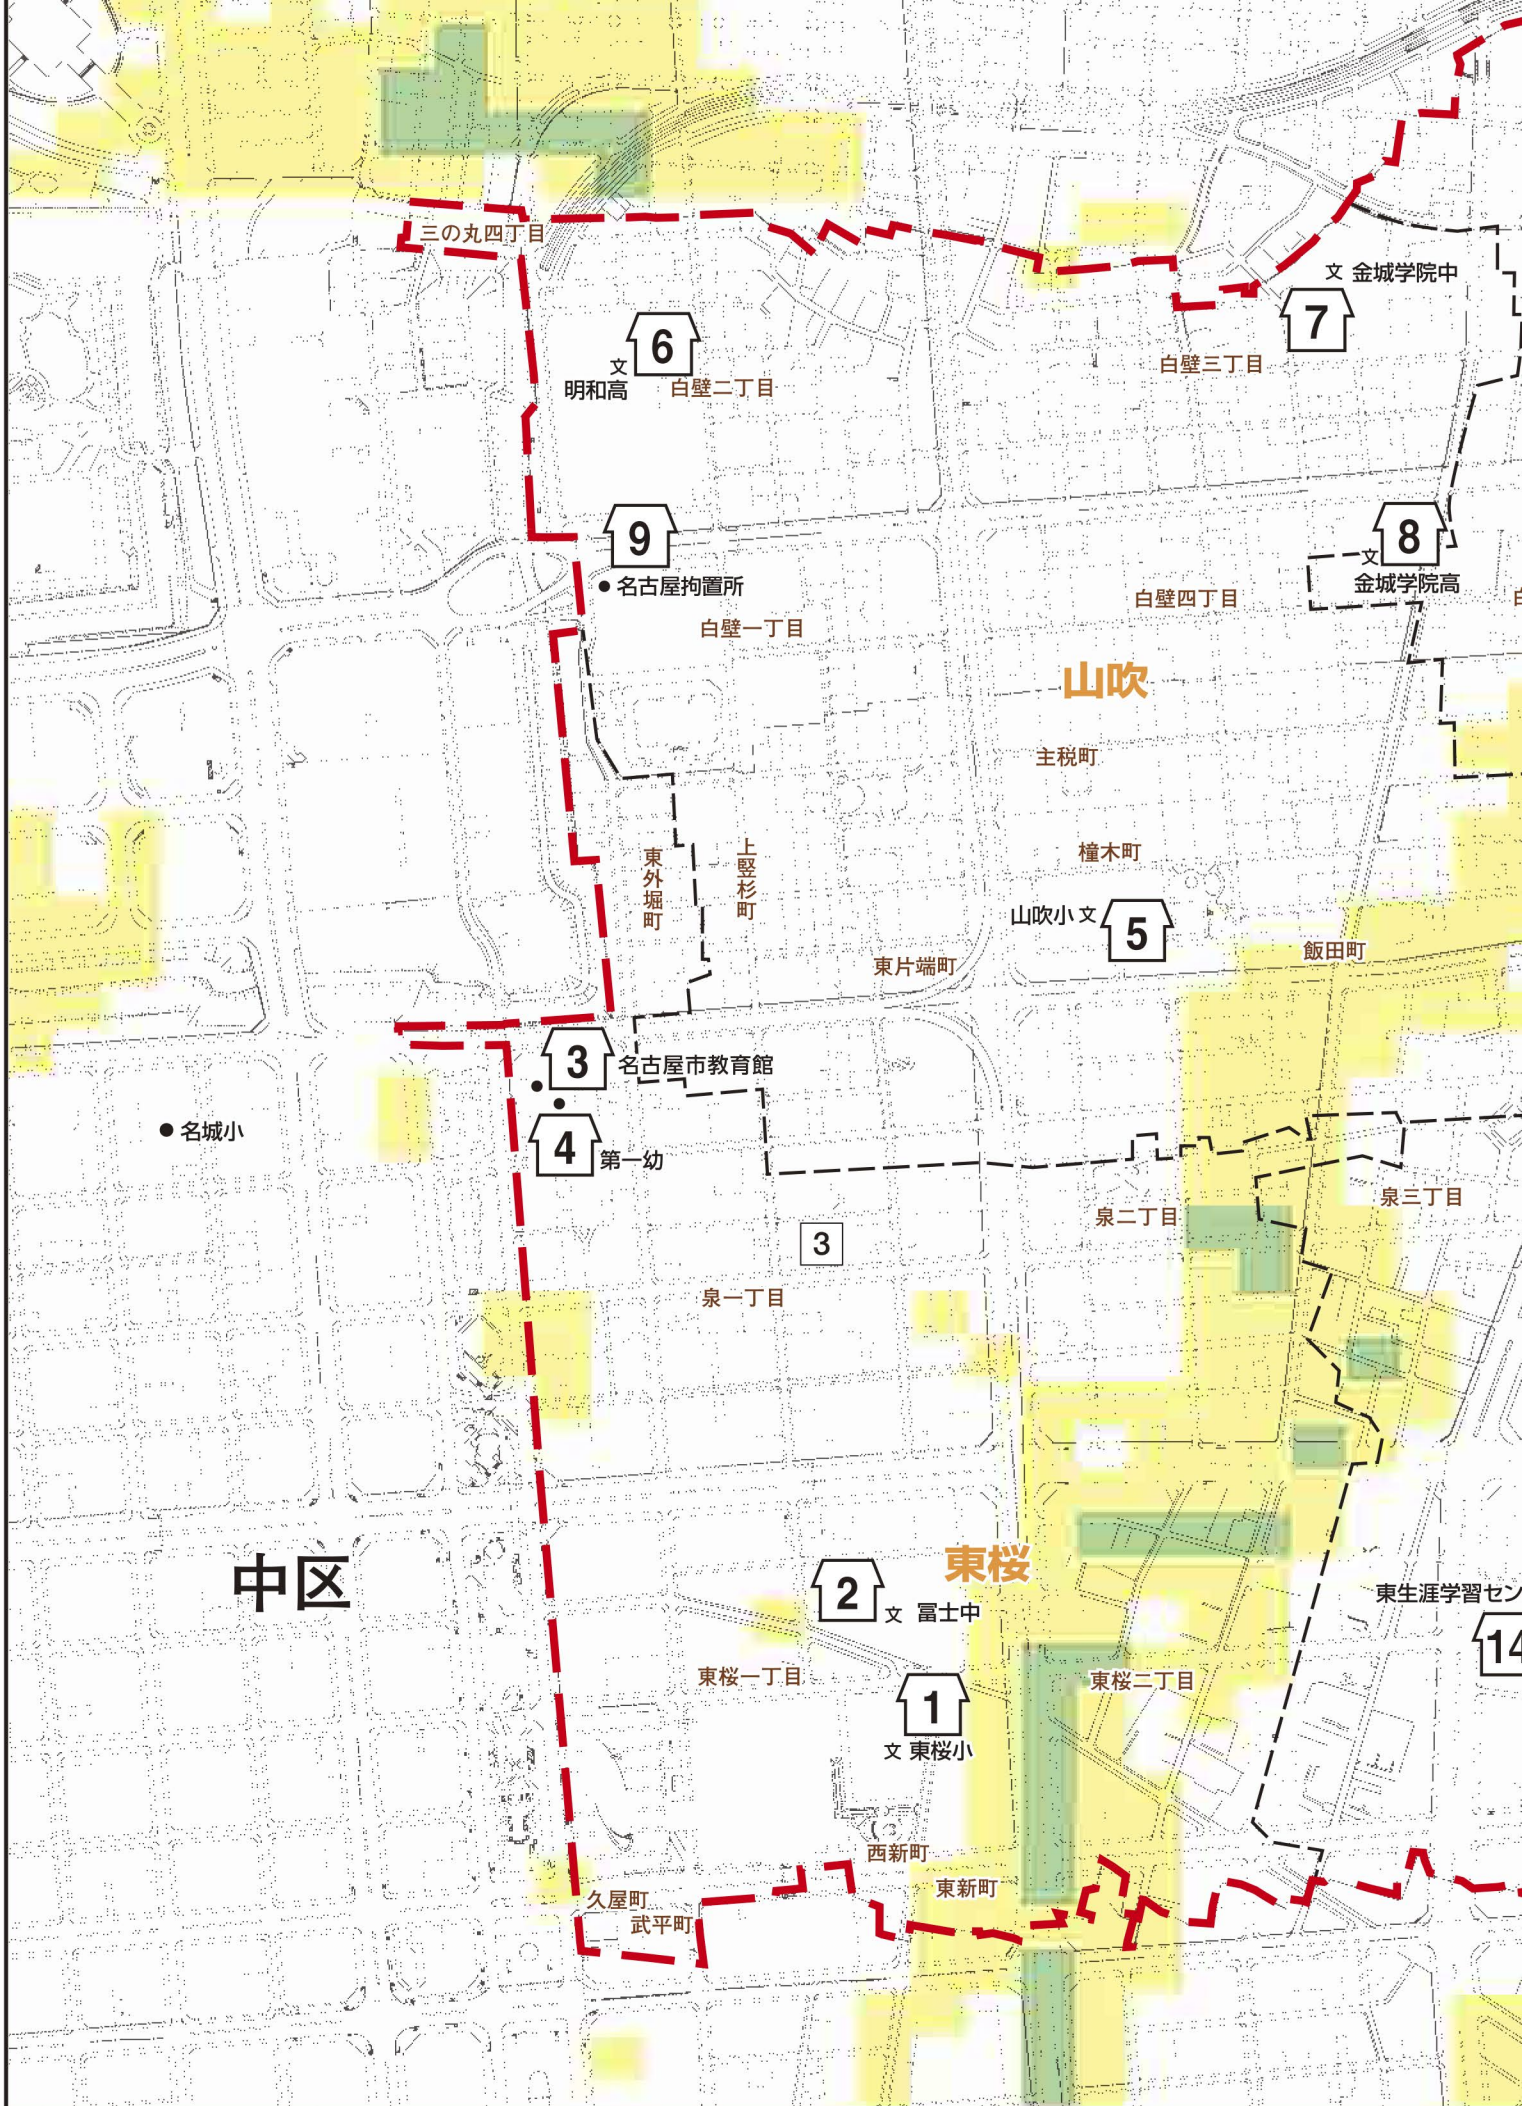 三の丸四丁目
文 金城学院中
7
6
文
明和高
白壁二丁目
白壁三丁目
9
名古屋拘置所
8
文
金城学院高
白壁四丁目
白壁一丁目
山吹
主税町
橦木町
東外堀町
上竪杉町
山吹小 文
5
飯田町
東片端町
3
名古屋市教育館
名城小
4
第一幼
泉三丁目
泉二丁目
3
泉一丁目
中区
東桜
2
文 冨士中
東生涯学習セン
14
東桜一丁目
東桜二丁目
1
文 東桜小
西新町
東新町
久屋町
武平町